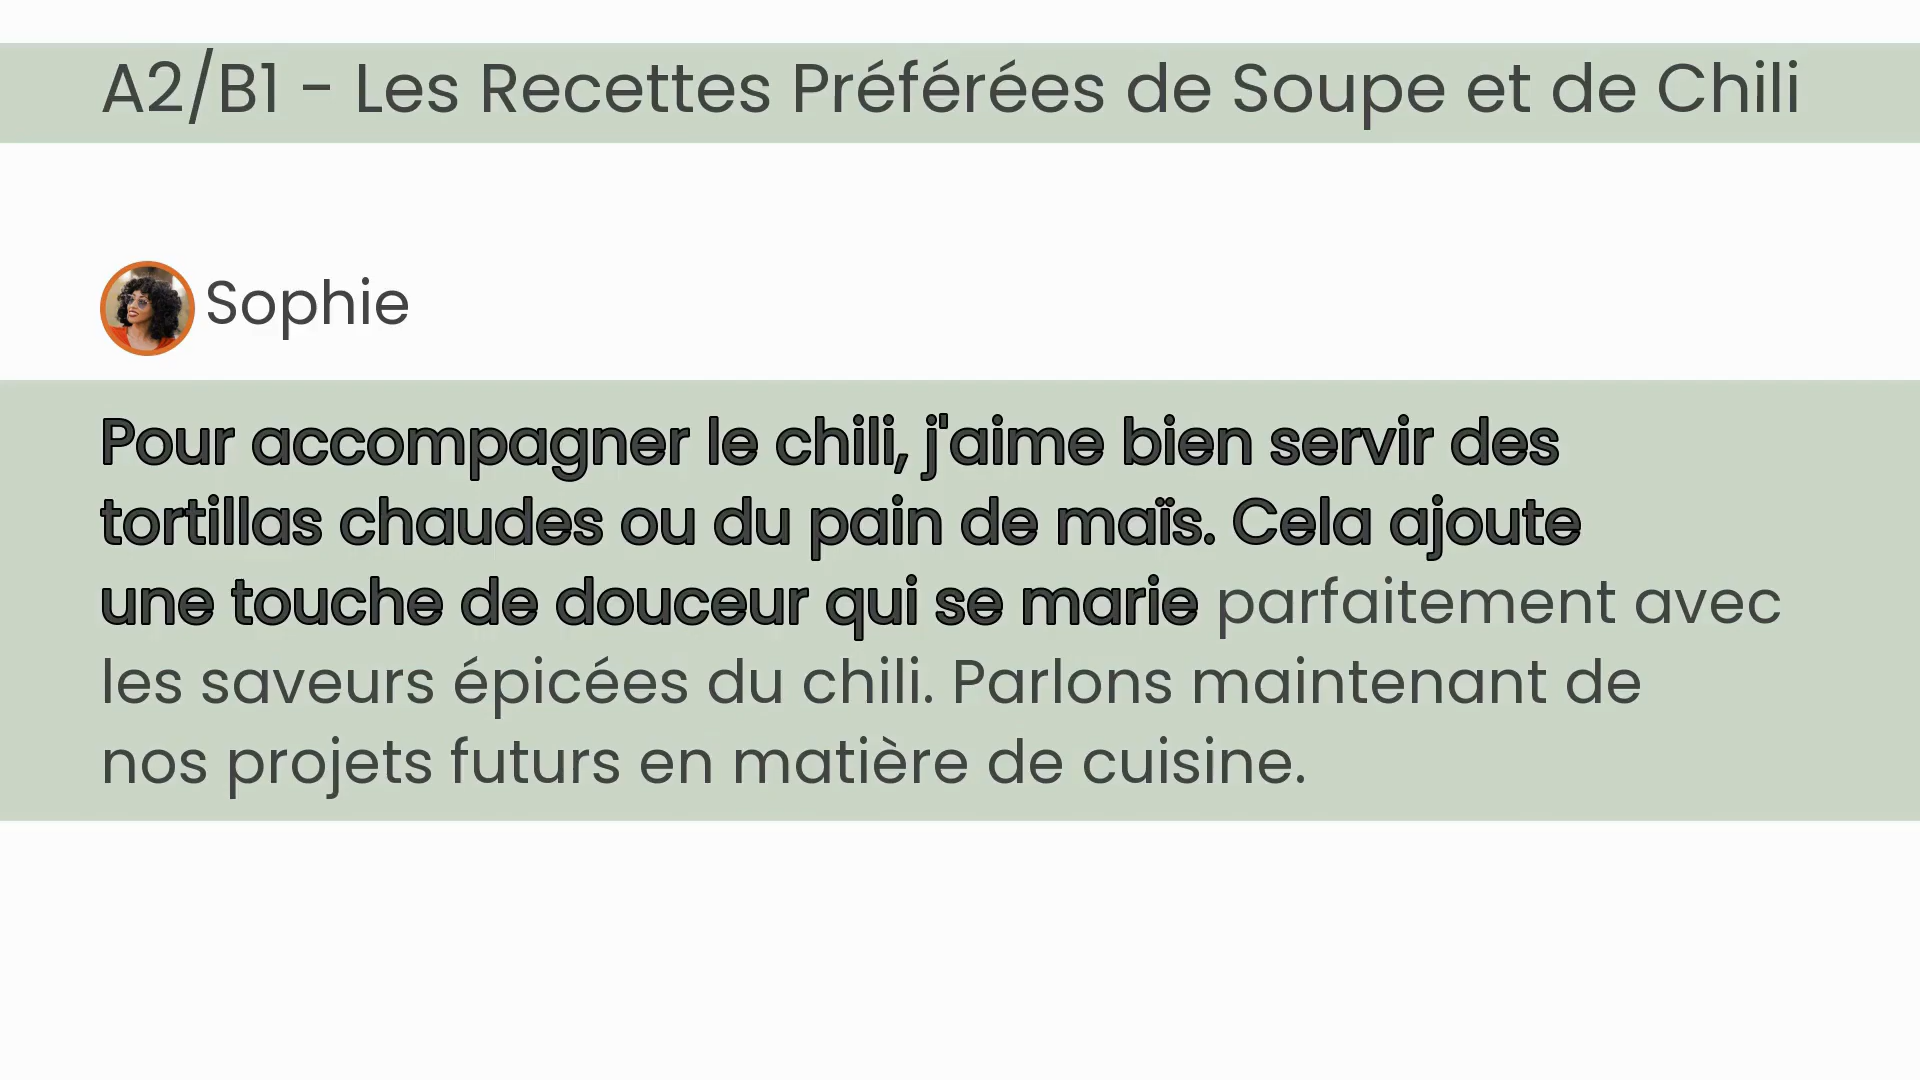 A2/B1 - Les Recettes Préférées de Soupe et de Chili
Sophie
Pour accompagner le chili, j'aime bien servir des
tortillas chaudes ou du pain de maïs. Cela ajoute
une touche de douceur qui se marie parfaitement avec
les saveurs épicées du chili. Parlons maintenant de
nos projets futurs en matière de cuisine.